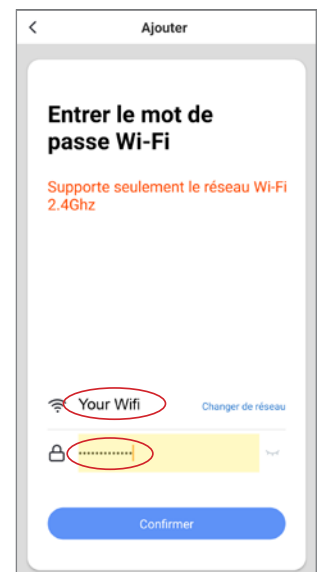 Ajouter
Entrer le mot de
passe Wi-Fi
Supporte seulement le réseau Wi-Fi
2.4Ghz
Your Wifi
Changer de réseau
•••••••••••••
Confirmer